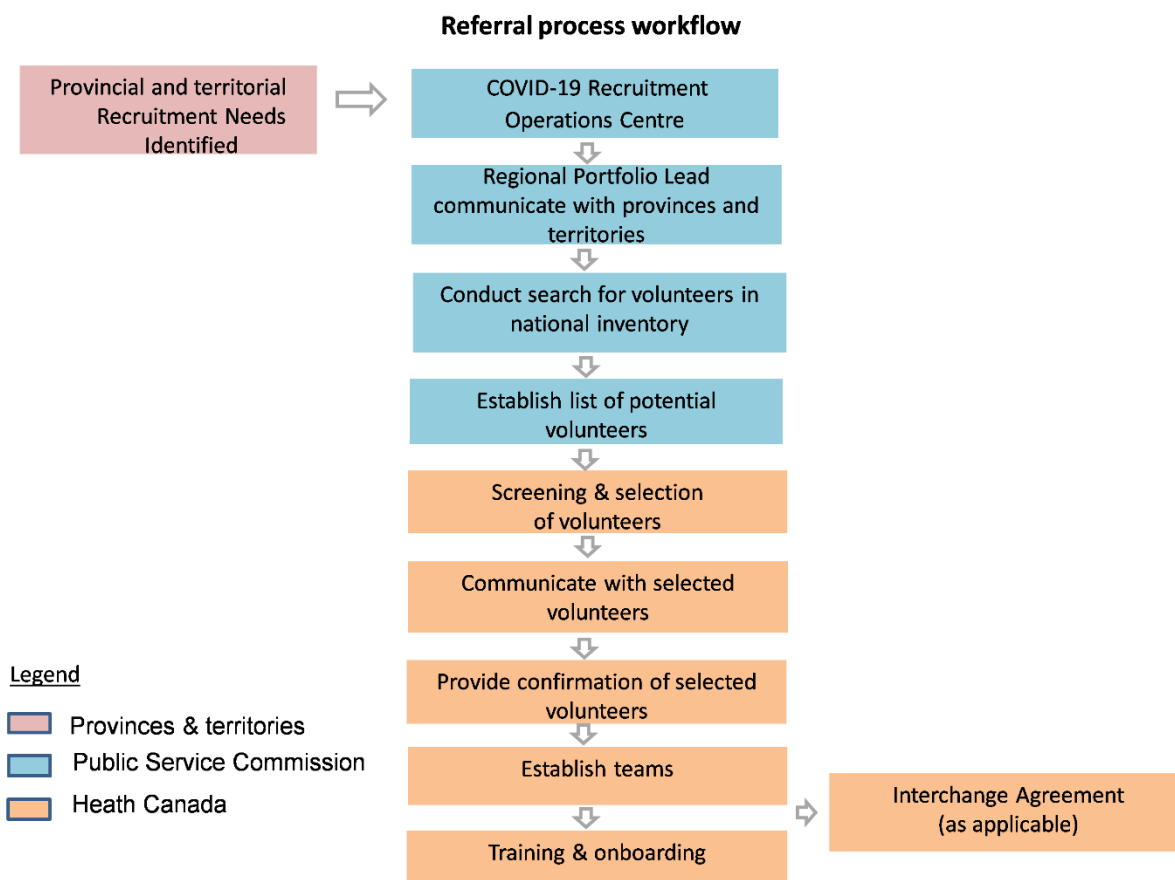 Referral process workflow
Provincial and territorial
Recruitment Needs
Identified
COVID-19 Recruitment
Operations Centre
Regional Portfolio Lead
communicate with provinces and
territories
Conduct search for volunteers in
national inventory
Establish list of potential
volunteers
Screening & selection
of volunteers
Communicate with selected
volunteers
Provide confirmation of selected
volunteers
Establish teams
Training & onboarding
Interchange Agreement
(as applicable)
Legend
Provinces & territories
Public Service Commission
Heath Canada